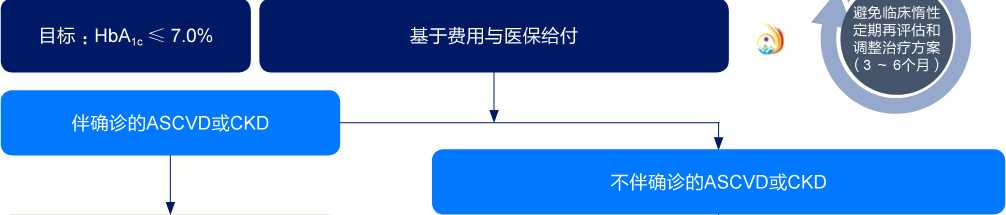 目标：HbA1c ≤ 7.0%
基于费用与医保给付
避免临床惰性
定期再评估和
调整治疗方案
（3 ~ 6个月）
伴确诊的ASCVD或CKD
不伴确诊的ASCVD或CKD